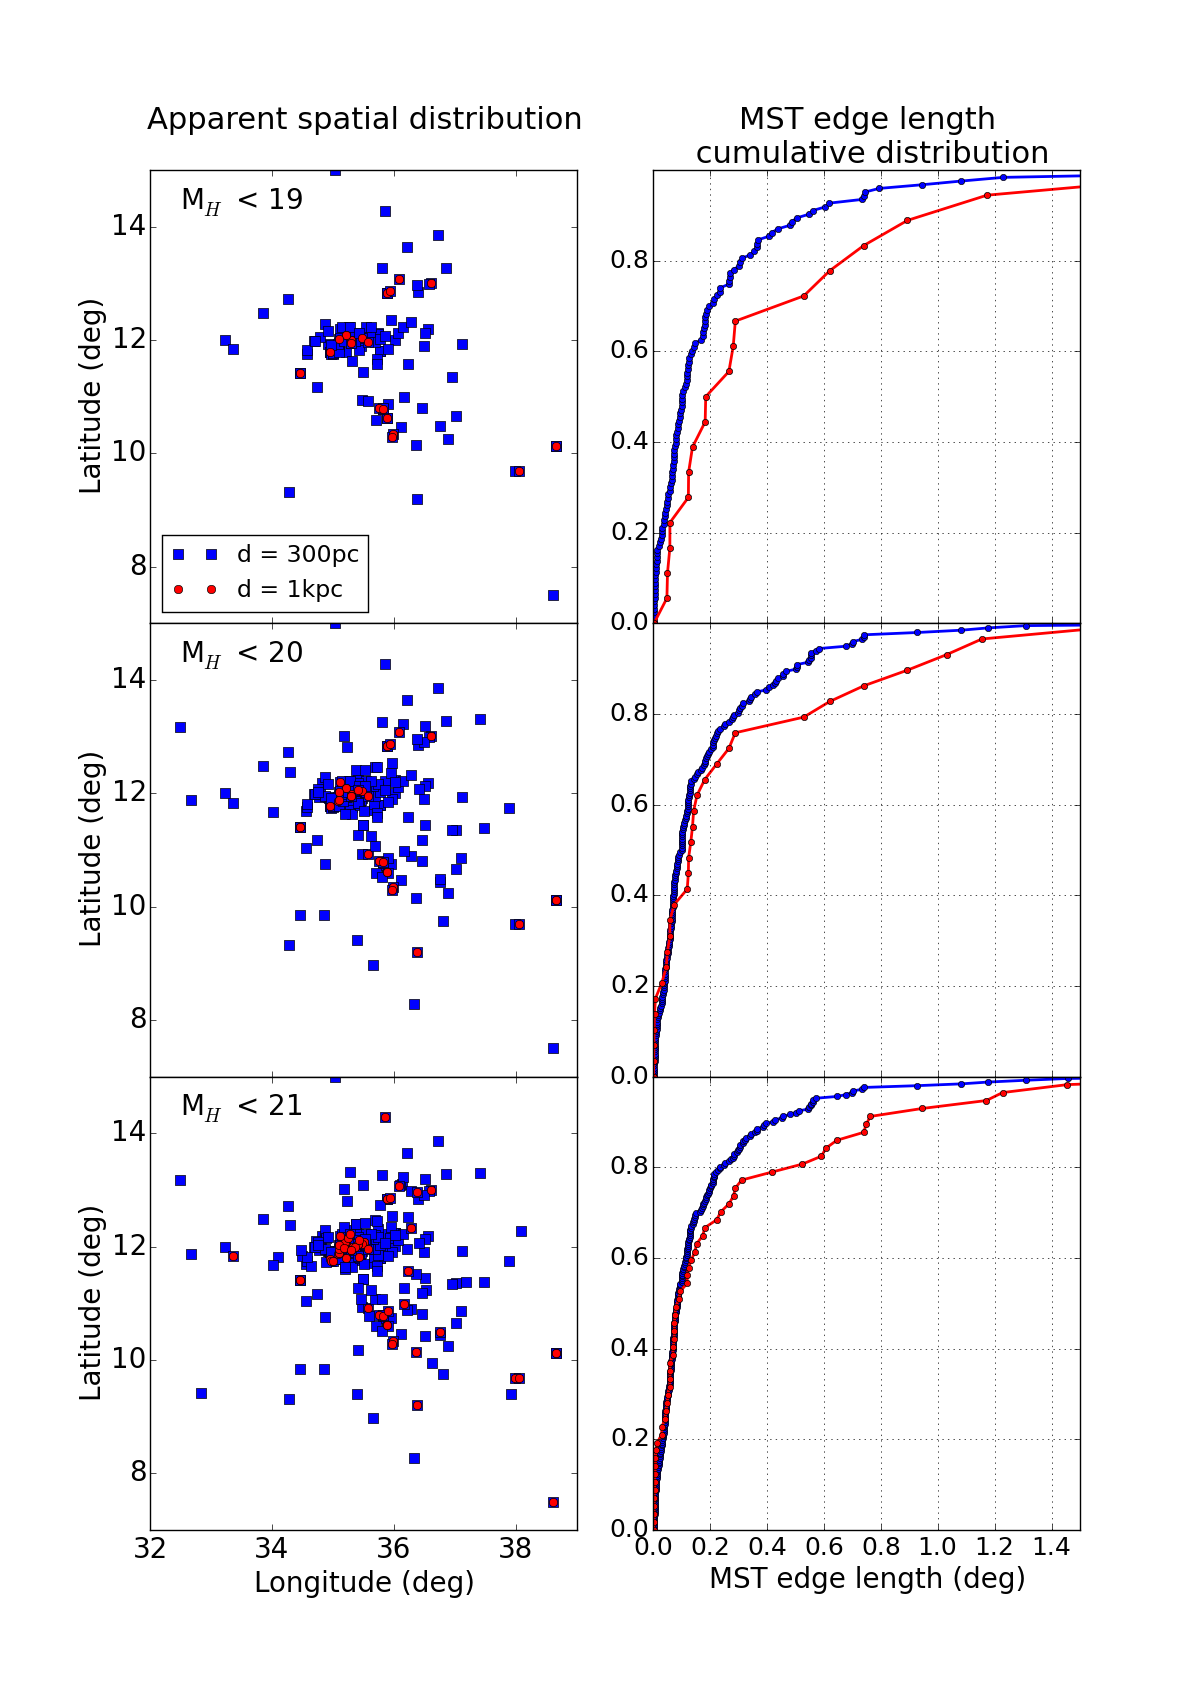 Apparent spatial distribution
MST edge length
cumulative distribution
M_H < 19
14
12
10
8
Latitude (deg)
d = 300pc
d = 1kpc
0.8
0.6
0.4
0.2
0.0
M_H < 20
14
12
10
8
Latitude (deg)
0.8
0.6
0.4
0.2
0.0
M_H < 21
14
12
10
8
Latitude (deg)
32 34 36 38
Longitude (deg)
0.8
0.6
0.4
0.2
0.0
0.0 0.2 0.4 0.6 0.8 1.0 1.2 1.4
MST edge length (deg)